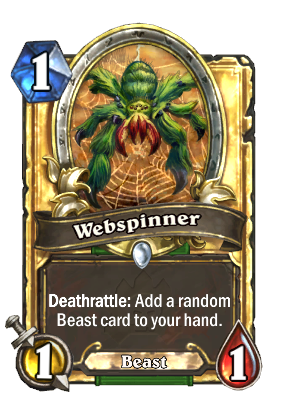 1
Webspinner
Deathrattle: Add a random
Beast card to your hand.
1
Beast
1